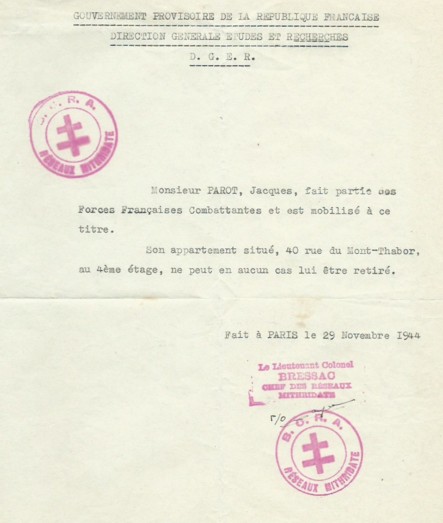 GOUVERNEMENT PROVISOIRE DE LA REPUBLIQUE FRANCAISE
DIRECTION GENERALE ETUDES ET RECHERCHES
D. G. E. R.
B. C. R. A.
RÉSEAUX MITHRIDATE
Monsieur PAROT, Jacques, fait partie des
Forces Françaises Combattantes et est mobilisé à ce
titre.
Son appartement situé, 40 rue du Mont-Thabor,
au 4ème étage, ne peut en aucun cas lui être retiré.
Fait à PARIS le 29 Novembre 1944
Le Lieutenant Colonel
BRESSAC
CHEF DES RÉSEAUX
MITHRIDATE
B. C. R. A.
RÉSEAUX MITHRIDATE